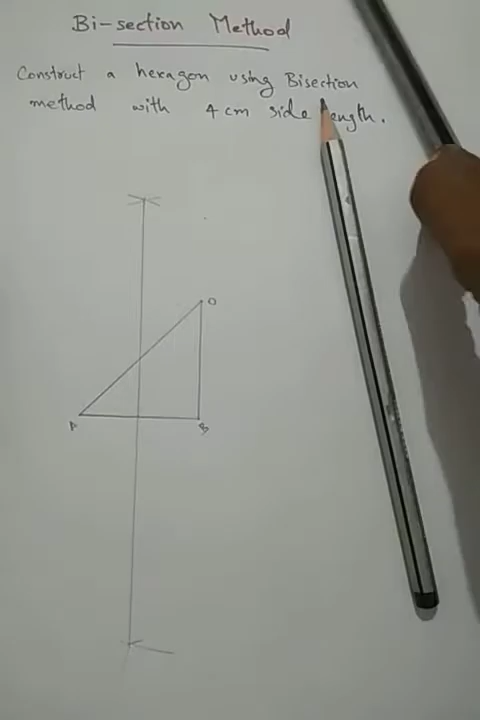 Bi-section Method
Construct a hexagon using Bisection
method with 4 cm side length.
O
A B